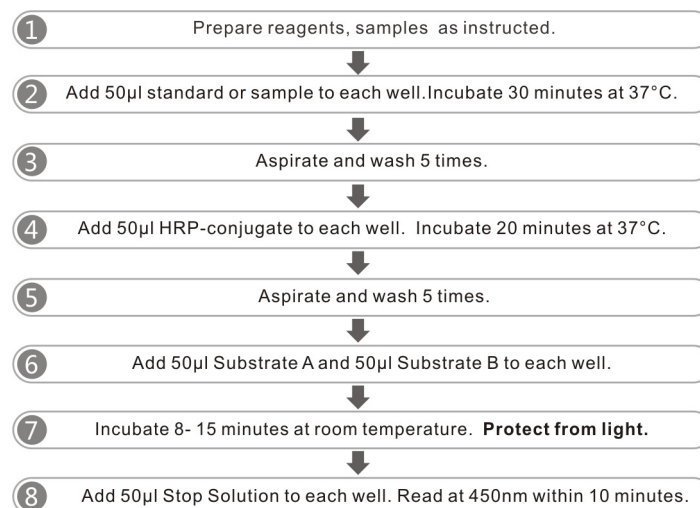 1 Prepare reagents, samples as instructed.
2 Add 50µl standard or sample to each well.Incubate 30 minutes at 37°C.
3 Aspirate and wash 5 times.
4 Add 50µl HRP-conjugate to each well. Incubate 20 minutes at 37°C.
5 Aspirate and wash 5 times.
6 Add 50µl Substrate A and 50µl Substrate B to each well.
7 Incubate 8- 15 minutes at room temperature. Protect from light.
8 Add 50µl Stop Solution to each well. Read at 450nm within 10 minutes.